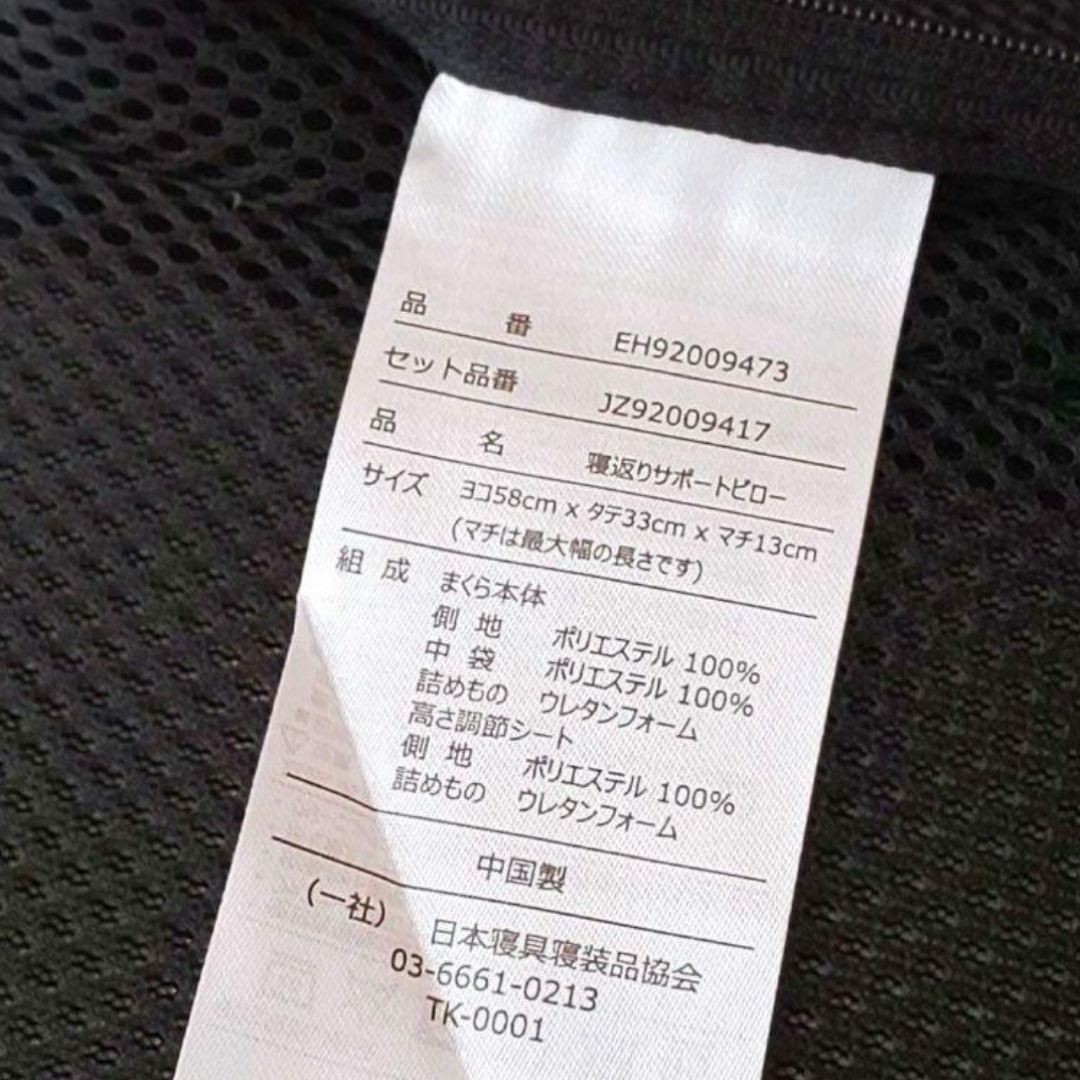 品番 EH92009473
セット品番 JZ92009417
品名 寝返りサポートピロー
サイズ ヨコ58cm x タテ33cm x マチ13cm
(マチは最大幅の長さです)
組成 まくら本体
側地 ポリエステル 100%
中袋 ポリエステル 100%
詰めもの ウレタンフォーム
高さ調節シート
側地 ポリエステル 100%
詰めもの ウレタンフォーム
中国製
(一社) 日本寝具寝装品協会
03-6661-0213
TK-0001